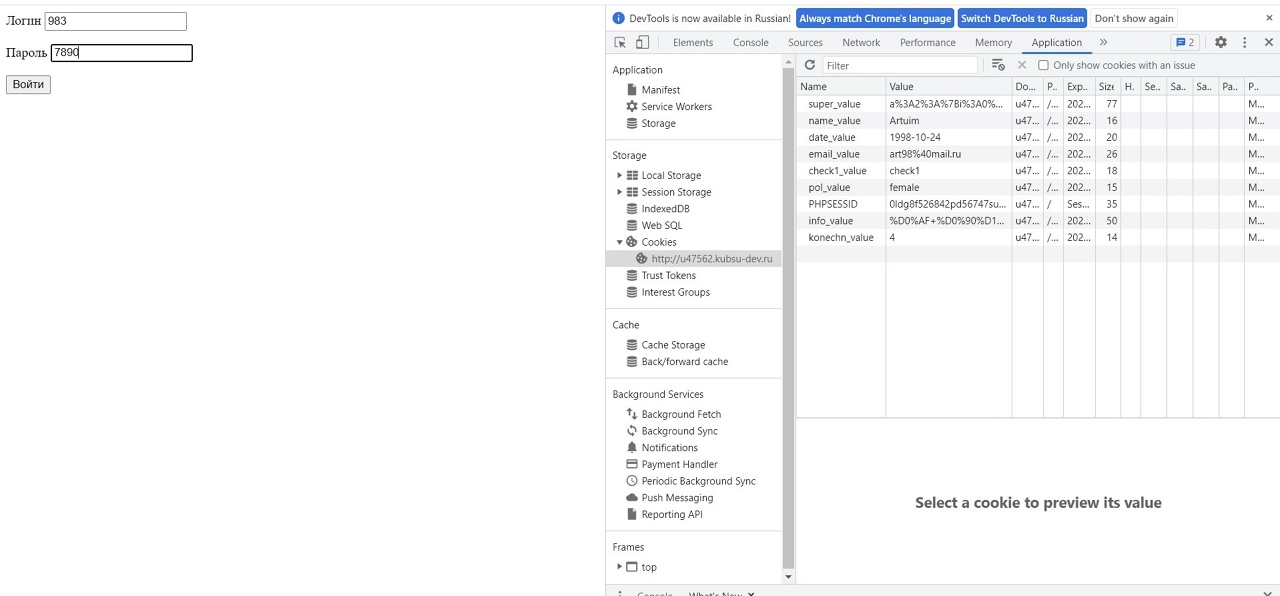 Логин 983
Пароль 7890
Войти
DevTools is now available in Russian! Always match Chrome's language Switch DevTools to Russian Don't show again
Elements Console Sources Network Performance Memory Application 2
Filter Only show cookies with an issue
Application
Manifest
Service Workers
Storage
Storage
Local Storage
Session Storage
IndexedDB
Web SQL
Cookies
http://u47562.kubsu-dev.ru
Trust Tokens
Interest Groups
Cache
Cache Storage
Back/forward cache
Background Services
Background Fetch
Background Sync
Notifications
Payment Handler
Periodic Background Sync
Push Messaging
Reporting API
Frames
top
Name Value Do... P.. Exp... Size H. Se.. Sa.. Sa.. Pa.. P..
super_value a%3A2%3A%7Bi%3A0%... u47... /... 202... 77 M...
name_value Artuim u47... /... 202... 16 M...
date_value 1998-10-24 u47... /... 202... 20 M...
email_value art98%40mail.ru u47... /... 202... 26 M...
check1_value check1 u47... /... 202... 18 M...
pol_value female u47... /... 202... 15 M...
PHPSESSID 0ldg8f526842pd56747su... u47... / Ses... 35 M...
info_value %D0%AF+%D0%90%D1... u47... /... 202... 50 M...
konechn_value 4 u47... /... 202... 14 M...
Select a cookie to preview its value
Console What's New